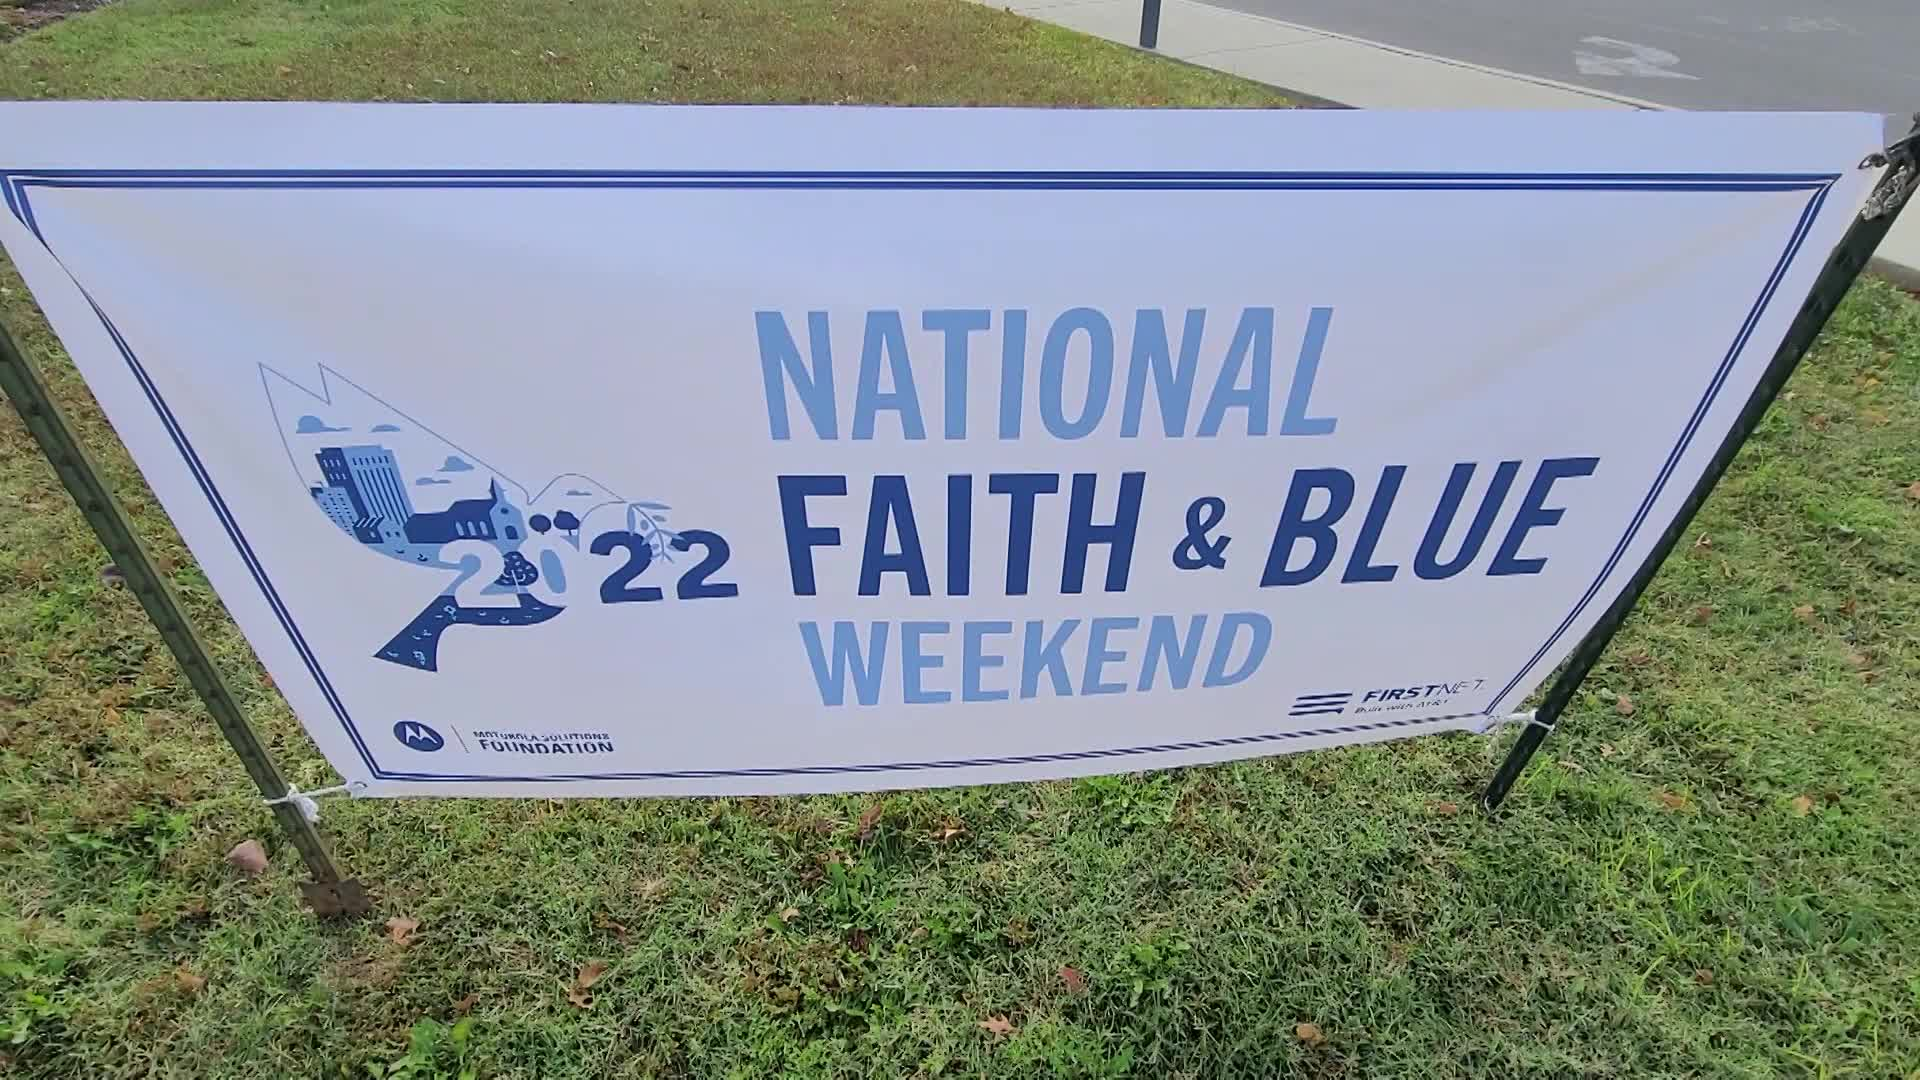 NATIONAL
2022 FAITH & BLUE
WEEKEND
FIRSTNET
Built with AT&T
MOTOROLA SOLUTIONS
FOUNDATION